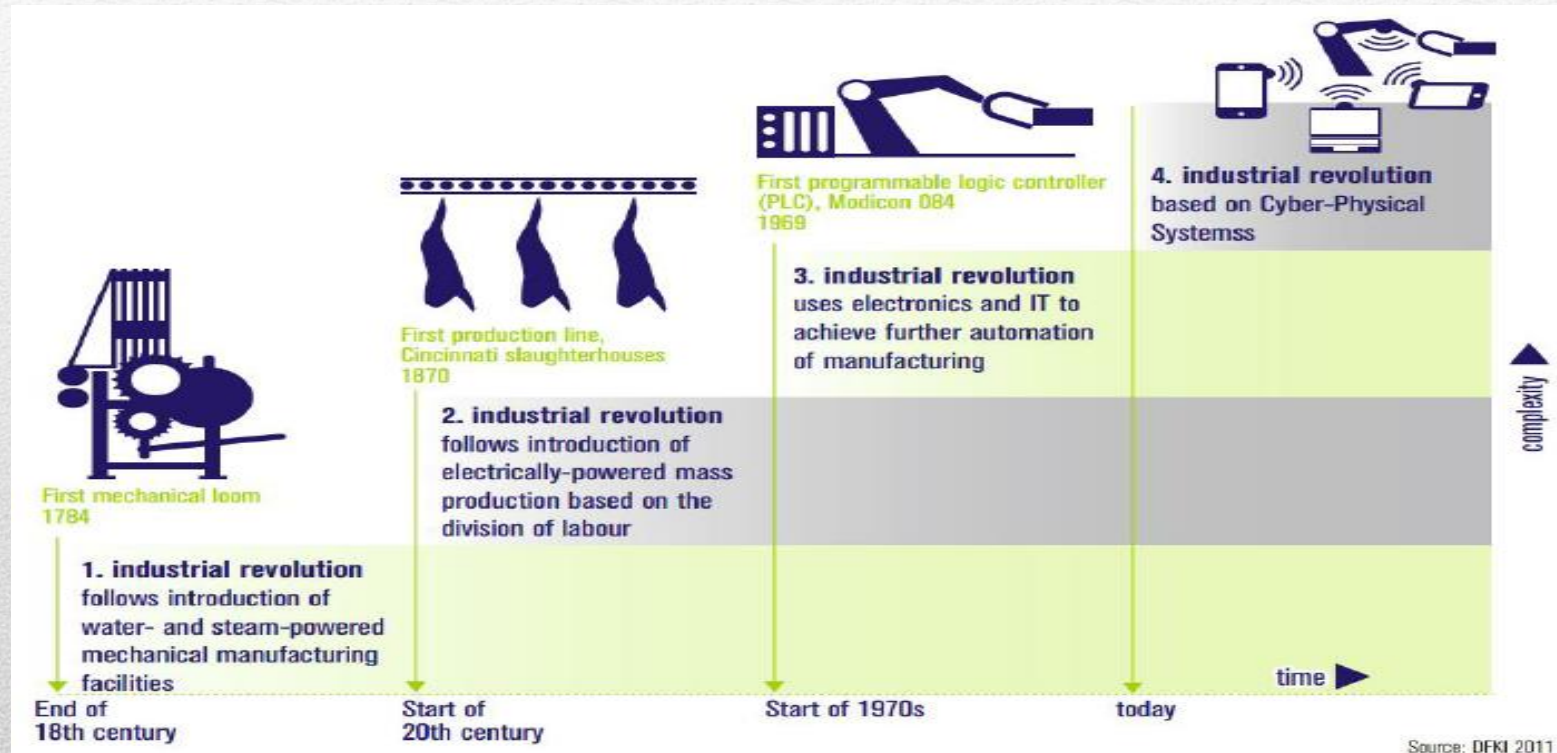 First mechanical loom
1784
1. industrial revolution
follows introduction of
water- and steam-powered
mechanical manufacturing
facilities
End of
18th century
First production line,
Cincinnati slaughterhouses
1870
2. industrial revolution
follows introduction of
electrically-powered mass
production based on the
division of labour
Start of
20th century
First programmable logic controller
(PLC), Modicon 084
1969
3. industrial revolution
uses electronics and IT to
achieve further automation
of manufacturing
Start of 1970s
4. industrial revolution
based on Cyber-Physical
Systemss
today
time
complexity
Source: DFKI 2011